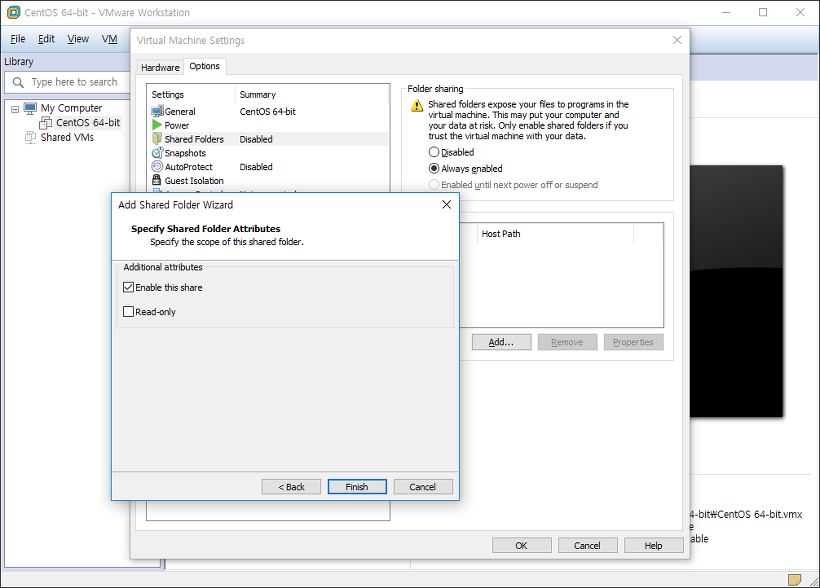 CentOS 64-bit - VMware Workstation
File Edit View VM
Library
Type here to search
My Computer
CentOS 64-bit
Shared VMs
Virtual Machine Settings
Hardware Options
Settings Summary
General CentOS 64-bit
Power
Shared Folders Disabled
Snapshots
AutoProtect Disabled
Guest Isolation
Folder sharing
Shared folders expose your files to programs in the
virtual machine. This may put your computer and
your data at risk. Only enable shared folders if you
trust the virtual machine with your data.
Disabled
Always enabled
Enabled until next power off or suspend
Host Path
Add... Remove Properties
Add Shared Folder Wizard
Specify Shared Folder Attributes
Specify the scope of this shared folder.
Additional attributes
Enable this share
Read-only
< Back Finish Cancel
4-bit₩CentOS 64-bit.vmx
e
able
OK Cancel Help